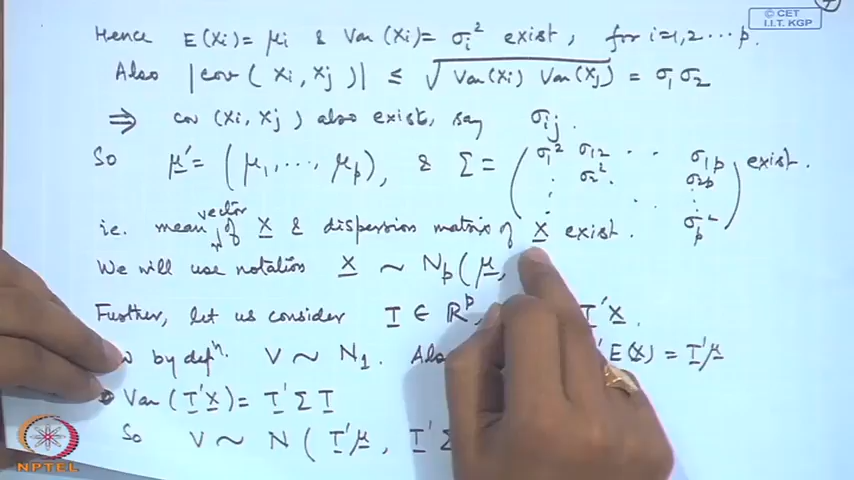 © CET
I.I.T. KGP
Hence E(Xi) = μi & Var(Xi) = σi² exist, for i=1,2 ··· p.
Also |cov(Xi, Xj)| ≤ √Var(Xi) Var(Xj) = σ1 σ2
⇒ cov(Xi, Xj) also exist, say σij.
So μ' = (μ1, ..., μp), & Σ = ( σ1² σ12 · · σ1p exist.
σ2² · σ2p
σp² )
i.e. mean vector of X & dispersion matrix of X exist.
We will use notation X ~ Np(μ,
Further, let us consider T ∈ ℝᵖ, T'X.
by defⁿ. V ~ N1. Also 'E(X) = T'μ
Var(T'X) = T'ΣT
So V ~ N(T'μ, T'Σ
NPTEL